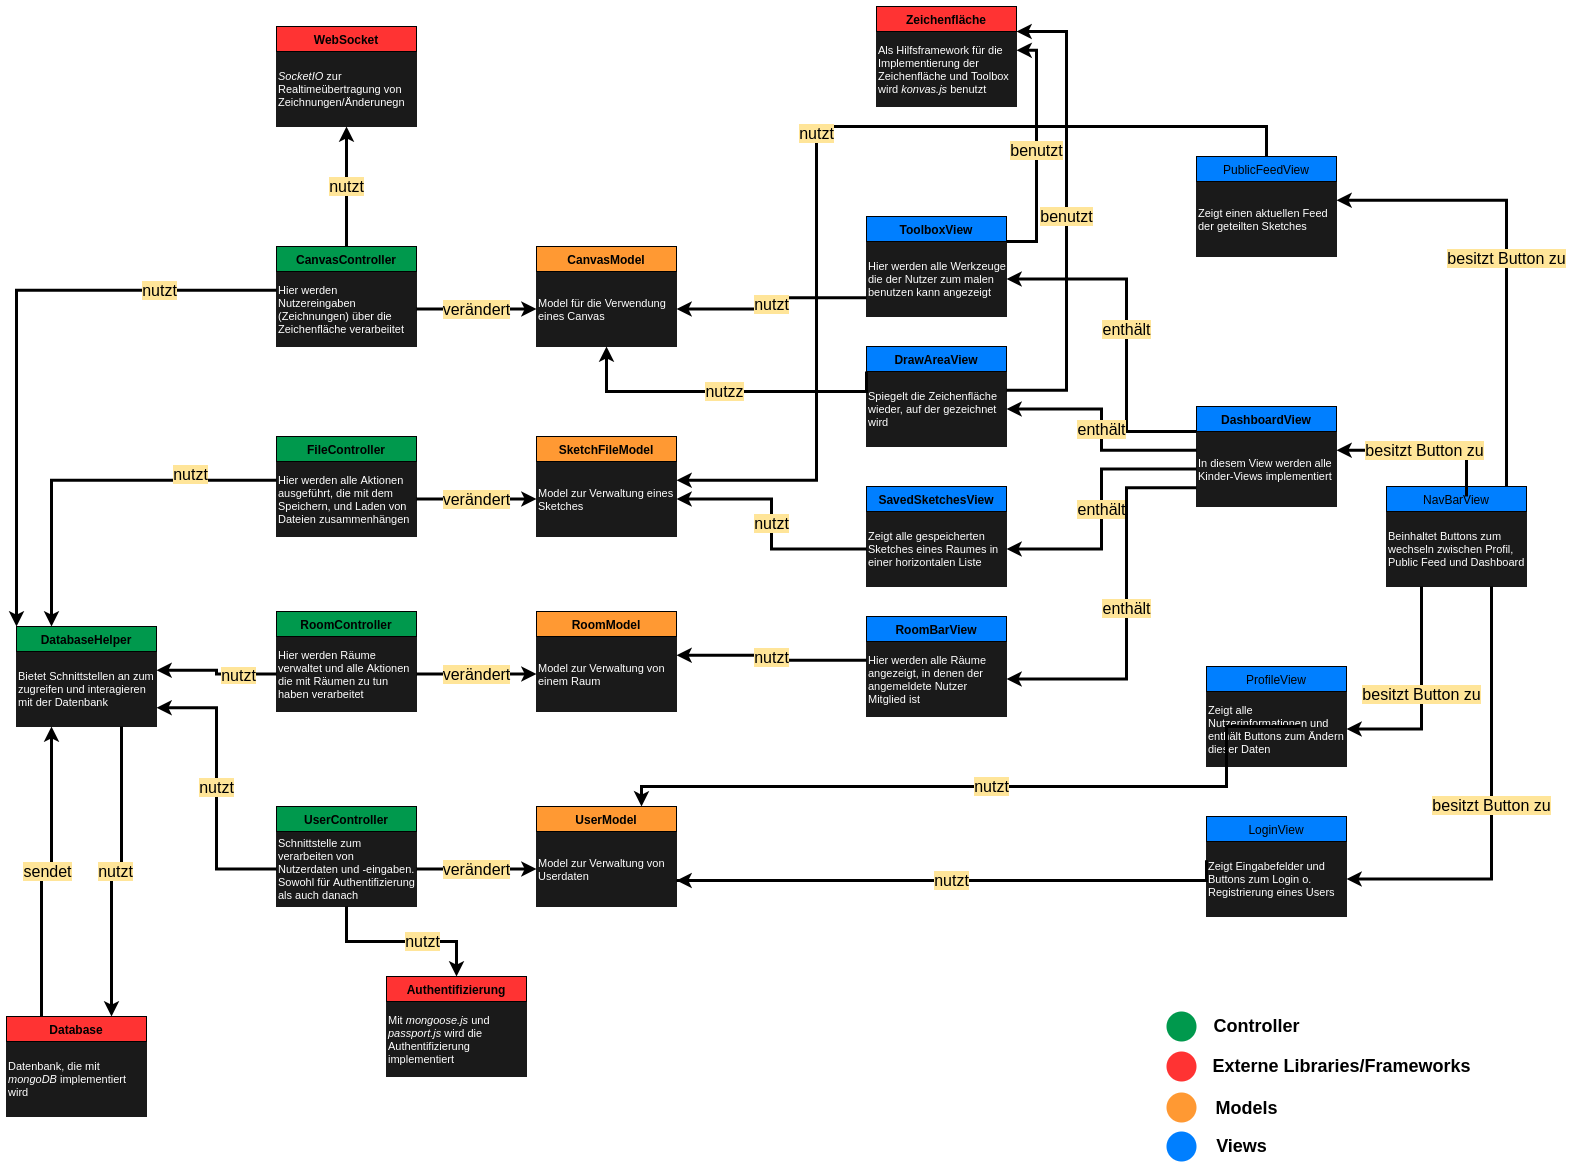 WebSocket
SocketIO zur
Realtimeübertragung von
Zeichnungen/Änderunegn
Zeichenfläche
Als Hilfsframework für die
Implementierung der
Zeichenfläche und Toolbox
wird konvas.js benutzt
nutzt
benutzt
nutzt
benutzt
PublicFeedView
Zeigt einen aktuellen Feed
der geteilten Sketches
besitzt Button zu
CanvasController
Hier werden
Nutzereingaben
(Zeichnungen) über die
Zeichenfläche verarbeiitet
nutzt
verändert
CanvasModel
Model für die Verwendung
eines Canvas
nutzt
ToolboxView
Hier werden alle Werkzeuge
die der Nutzer zum malen
benutzen kann angezeigt
enthält
nutzz
DrawAreaView
Spiegelt die Zeichenfläche
wieder, auf der gezeichnet
wird
enthält
DashboardView
In diesem View werden alle
Kinder-Views implementiert
besitzt Button zu
FileController
Hier werden alle Aktionen
ausgeführt, die mit dem
Speichern, und Laden von
Dateien zusammenhängen
nutzt
verändert
SketchFileModel
Model zur Verwaltung eines
Sketches
nutzt
SavedSketchesView
Zeigt alle gespeicherten
Sketches eines Raumes in
einer horizontalen Liste
enthält
NavBarView
Beinhaltet Buttons zum
wechseln zwischen Profil,
Public Feed und Dashboard
DatabaseHelper
Bietet Schnittstellen an zum
zugreifen und interagieren
mit der Datenbank
nutzt
RoomController
Hier werden Räume
verwaltet und alle Aktionen
die mit Räumen zu tun
haben verarbeitet
verändert
RoomModel
Model zur Verwaltung von
einem Raum
nutzt
RoomBarView
Hier werden alle Räume
angezeigt, in denen der
angemeldete Nutzer
Mitglied ist
enthält
ProfileView
Zeigt alle
Nutzerinformationen und
enthält Buttons zum Ändern
dieser Daten
besitzt Button zu
nutzt
nutzt
UserController
Schnittstelle zum
verarbeiten von
Nutzerdaten und -eingaben.
Sowohl für Authentifizierung
als auch danach
verändert
UserModel
Model zur Verwaltung von
Userdaten
nutzt
LoginView
Zeigt Eingabefelder und
Buttons zum Login o.
Registrierung eines Users
besitzt Button zu
sendet
nutzt
nutzt
Authentifizierung
Mit mongoose.js und
passport.js wird die
Authentifizierung
implementiert
Database
Datenbank, die mit
mongoDB implementiert
wird
Controller
Externe Libraries/Frameworks
Models
Views